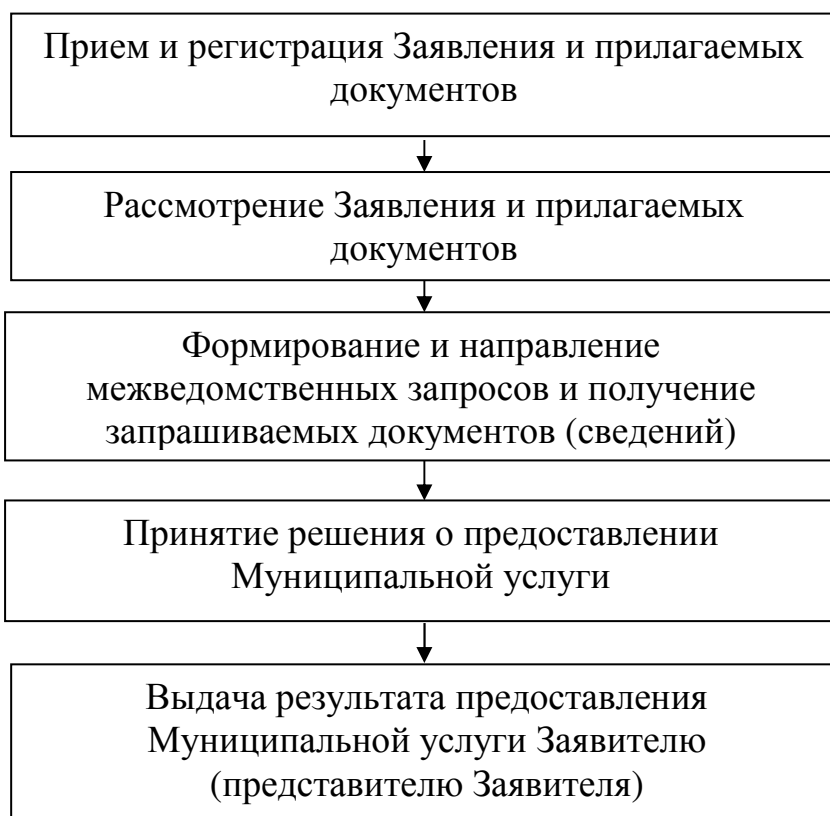 Прием и регистрация Заявления и прилагаемых
документов
Рассмотрение Заявления и прилагаемых
документов
Формирование и направление
межведомственных запросов и получение
запрашиваемых документов (сведений)
Принятие решения о предоставлении
Муниципальной услуги
Выдача результата предоставления
Муниципальной услуги Заявителю
(представителю Заявителя)